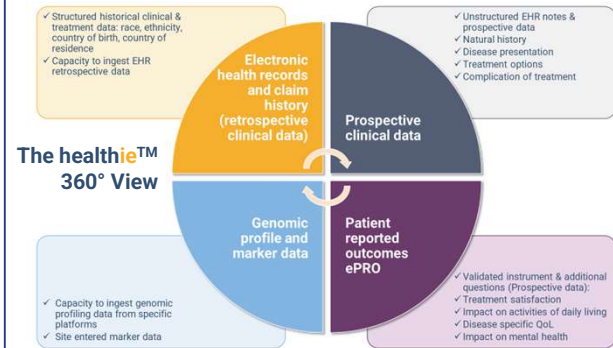 ✓ Structured historical clinical &
treatment data: race, ethnicity,
country of birth, country of
residence
✓ Capacity to ingest EHR
retrospective data
✓ Unstructured EHR notes &
prospective data
✓ Natural history
✓ Disease presentation
✓ Treatment options
✓ Complication of treatment
Electronic
health records
and claim
history
(retrospective
clinical data)
Prospective
clinical data
The healthie™
360° View
Genomic
profile and
marker data
Patient
reported
outcomes
ePRO
✓ Capacity to ingest genomic
profiling data from specific
platforms
✓ Site entered marker data
✓ Validated instrument & additional
questions (Prospective data):
✓ Treatment satisfaction
✓ Impact on activities of daily living
✓ Disease specific QoL
✓ Impact on mental health